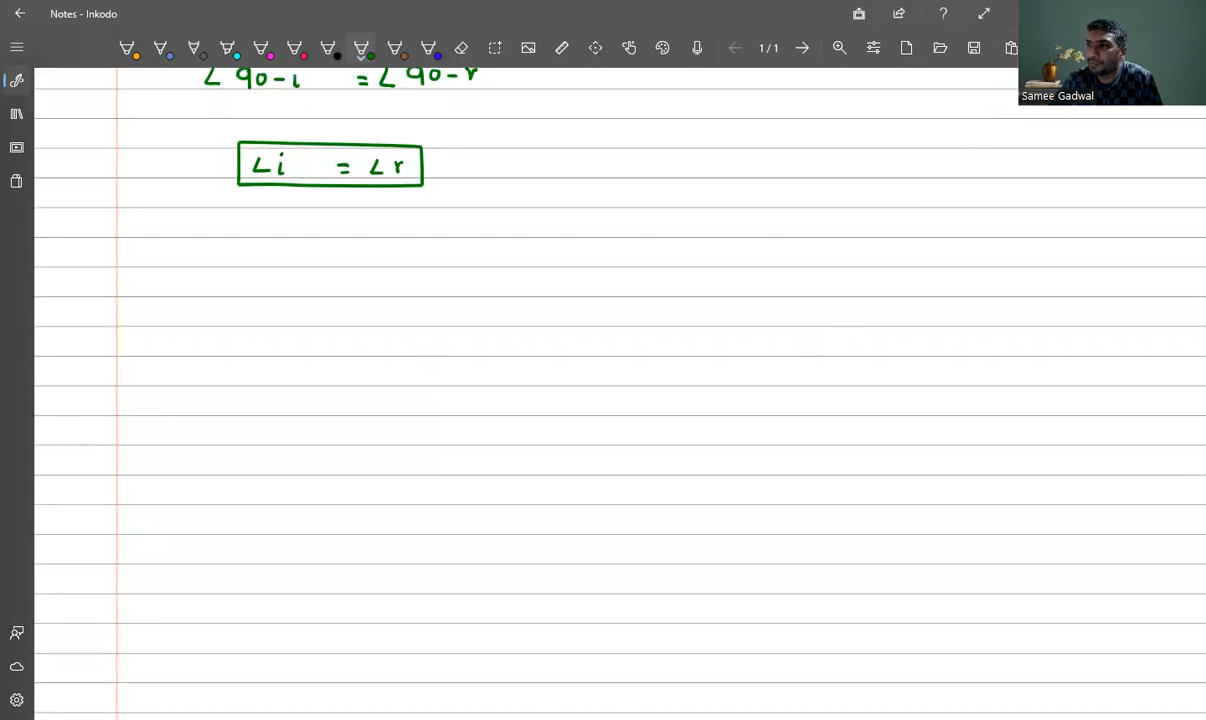 Notes - Inkodo
1/1
Samee Gadwal
∠ 90 - i = ∠ 90 - r
∠ i = ∠ r